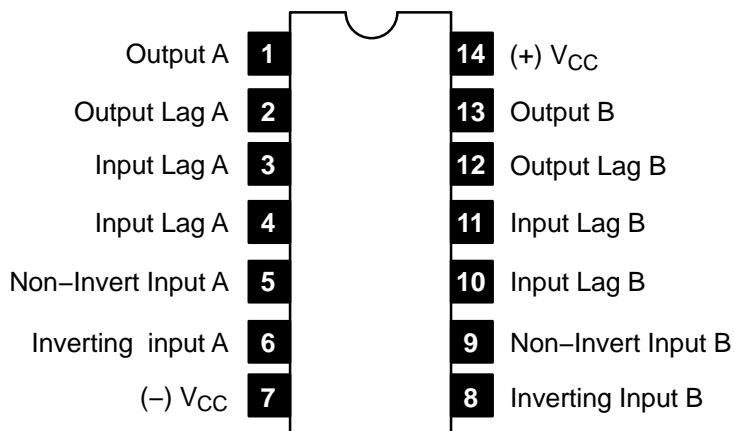 Output A 1 14 (+) VCC
Output Lag A 2 13 Output B
Input Lag A 3 12 Output Lag B
Input Lag A 4 11 Input Lag B
Non−Invert Input A 5 10 Input Lag B
Inverting input A 6 9 Non−Invert Input B
(−) VCC 7 8 Inverting Input B